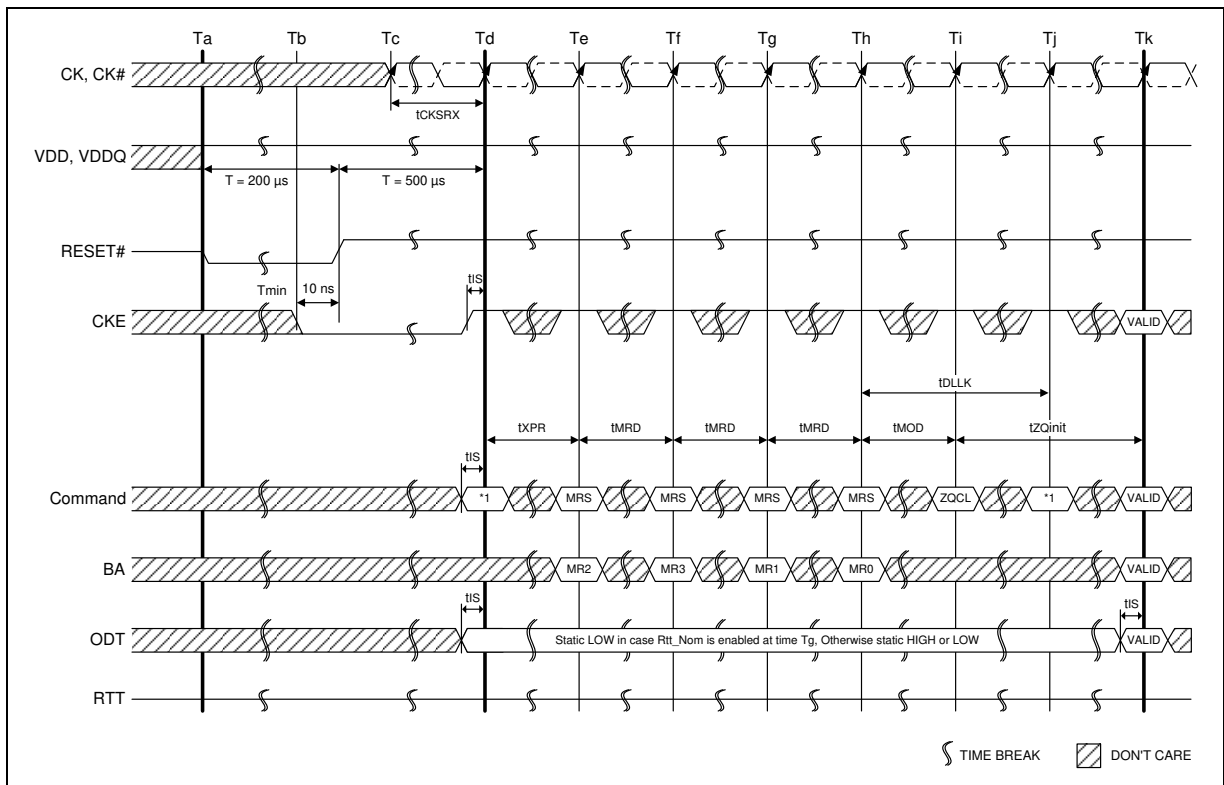 Ta Tb Tc Td Te Tf Tg Th Ti Tj Tk
CK, CK#
tCKSRX
VDD, VDDQ
T = 200 µs T = 500 µs
RESET#
Tmin 10 ns tIS
CKE VALID
tDLLK
tXPR tMRD tMRD tMRD tMOD tZQinit
tIS
Command *1 MRS MRS MRS MRS ZQCL *1 VALID
BA MR2 MR3 MR1 MR0 VALID
tIS tIS
ODT Static LOW in case Rtt_Nom is enabled at time Tg, Otherwise static HIGH or LOW VALID
RTT
TIME BREAK DON'T CARE